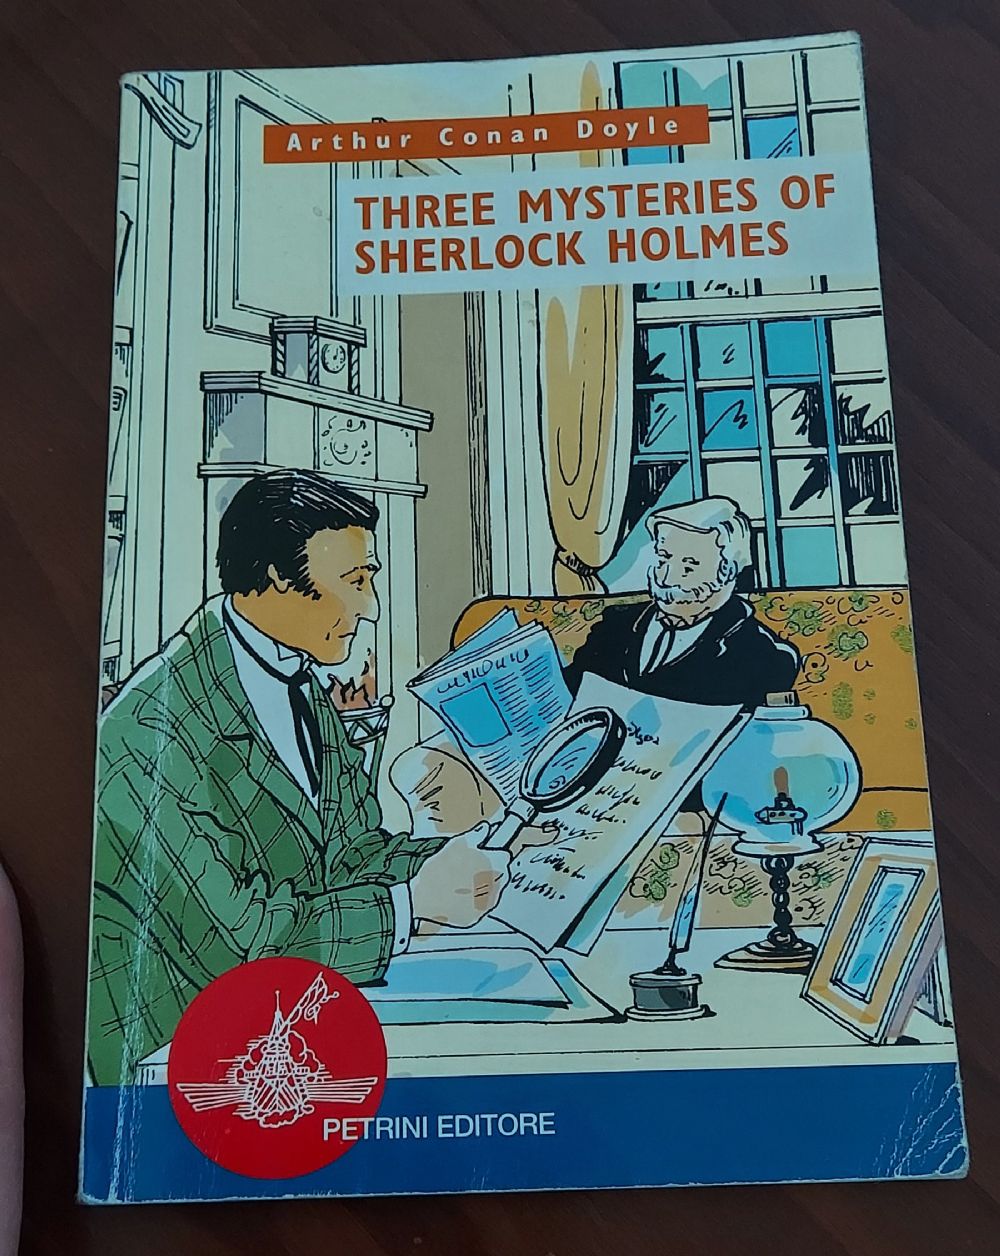 Arthur Conan Doyle
THREE MYSTERIES OF
SHERLOCK HOLMES
PETRINI EDITORE